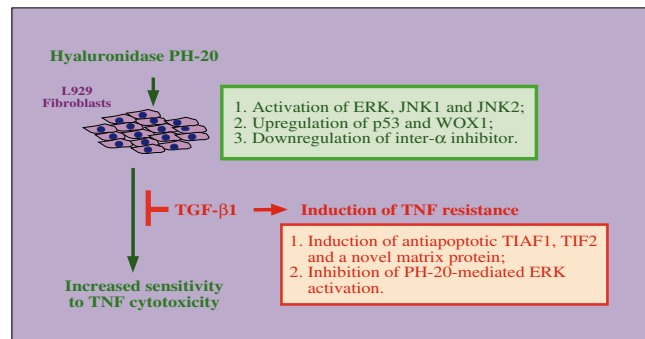 Hyaluronidase PH-20
L929
Fibroblasts
1. Activation of ERK, JNK1 and JNK2;
2. Upregulation of p53 and WOX1;
3. Downregulation of inter-α inhibitor.
TGF-β1
Induction of TNF resistance
1. Induction of antiapoptotic TIAF1, TIF2
and a novel matrix protein;
2. Inhibition of PH-20-mediated ERK
activation.
Increased sensitivity
to TNF cytotoxicity